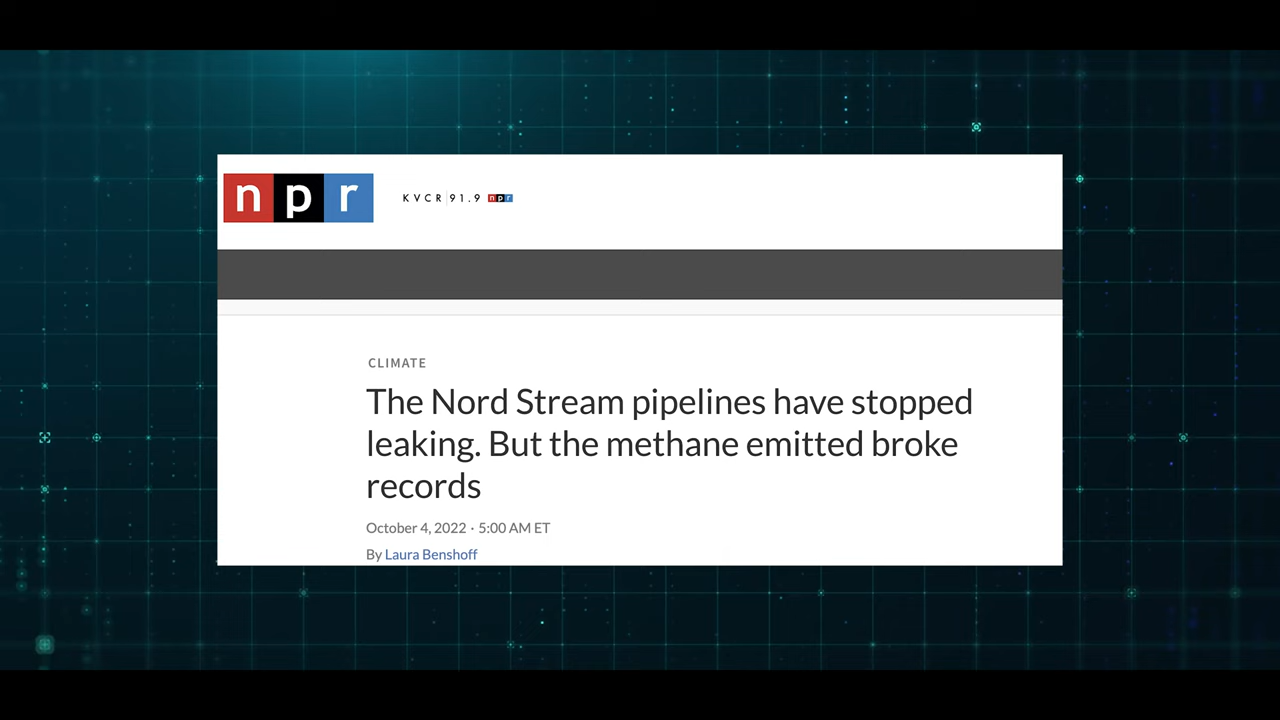 npr KVCR 91.9 npr
CLIMATE
The Nord Stream pipelines have stopped
leaking. But the methane emitted broke
records
October 4, 2022 · 5:00 AM ET
By Laura Benshoff